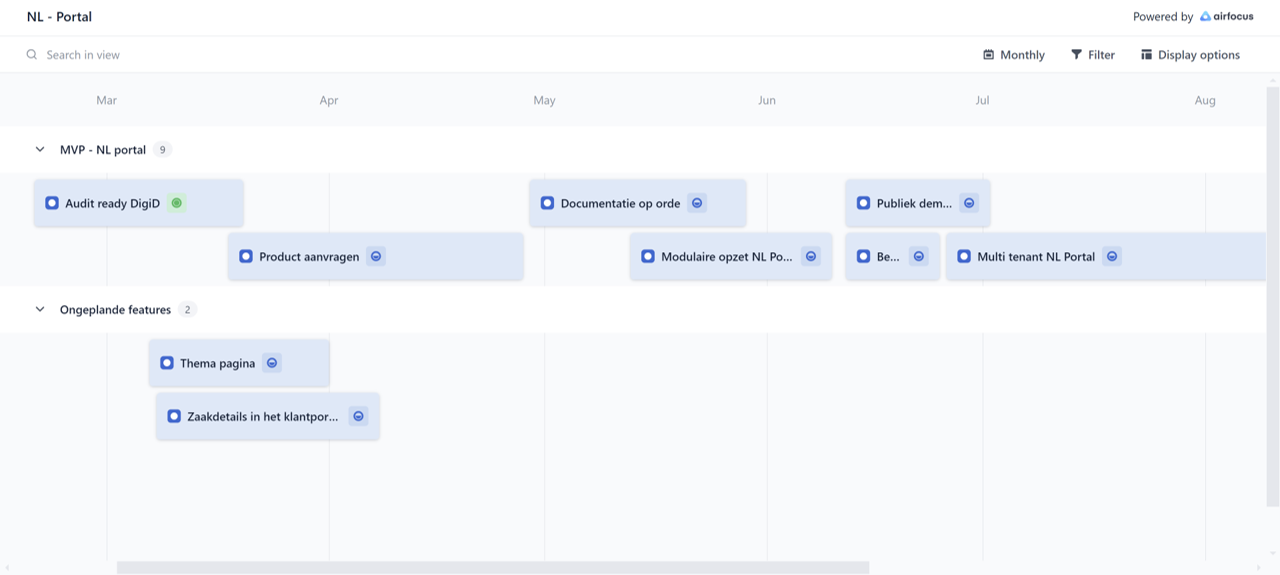 NL - Portal
Powered by airfocus
Search in view
Monthly Filter Display options
Mar Apr May Jun Jul Aug
MVP - NL portal 9
Audit ready DigiD Documentatie op orde Publiek dem...
Product aanvragen Modulaire opzet NL Po... Be... Multi tenant NL Portal
Ongeplande features 2
Thema pagina
Zaakdetails in het klantpor...